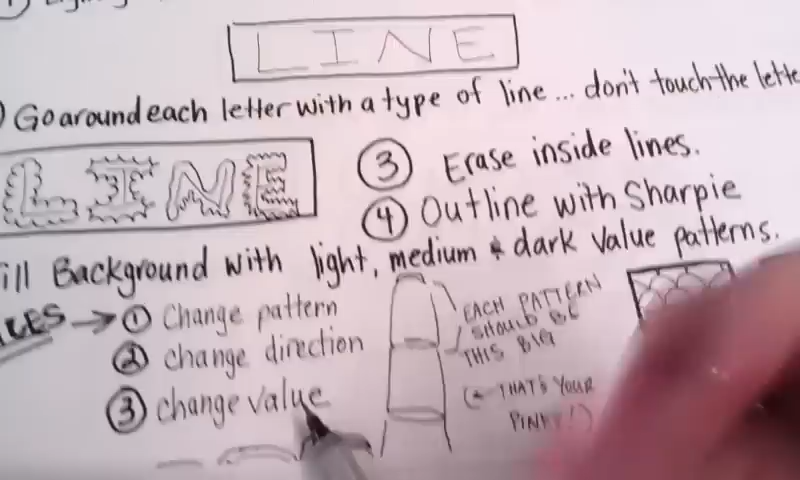 LINE
Go around each letter with a type of line... don't touch the
LINE
③ Erase inside lines.
④ Outline with Sharpie
Background with light, medium & dark value patterns.
→ ① Change pattern
② change direction
③ change value
EACH PATTERN
SHOULD BE
THIS BIG
(← THAT'S YOUR
PINKY!)